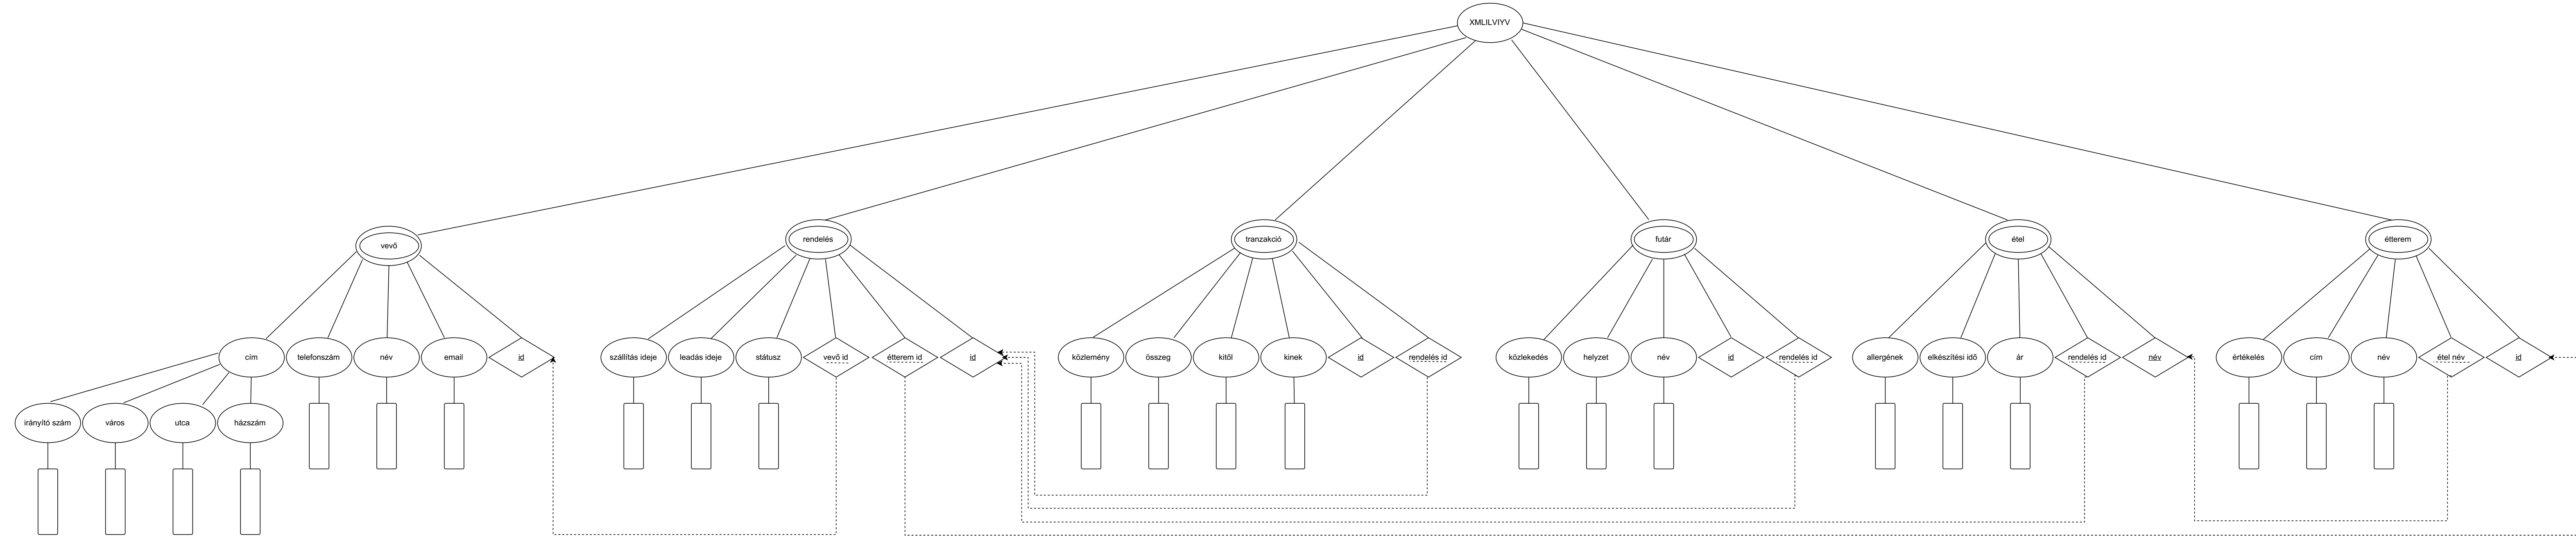 XMLILVIYV
vevő
rendelés
tranzakció
futár
étel
étterem
cím
telefonszám
név
email
id
szállítás ideje
leadás ideje
státusz
vevő id
étterem id
id
közlemény
összeg
kitől
kinek
id
rendelés id
közlekedés
helyzet
név
id
rendelés id
allergének
elkészítési idő
ár
rendelés id
név
értékelés
cím
név
étel név
id
irányító szám
város
utca
házszám